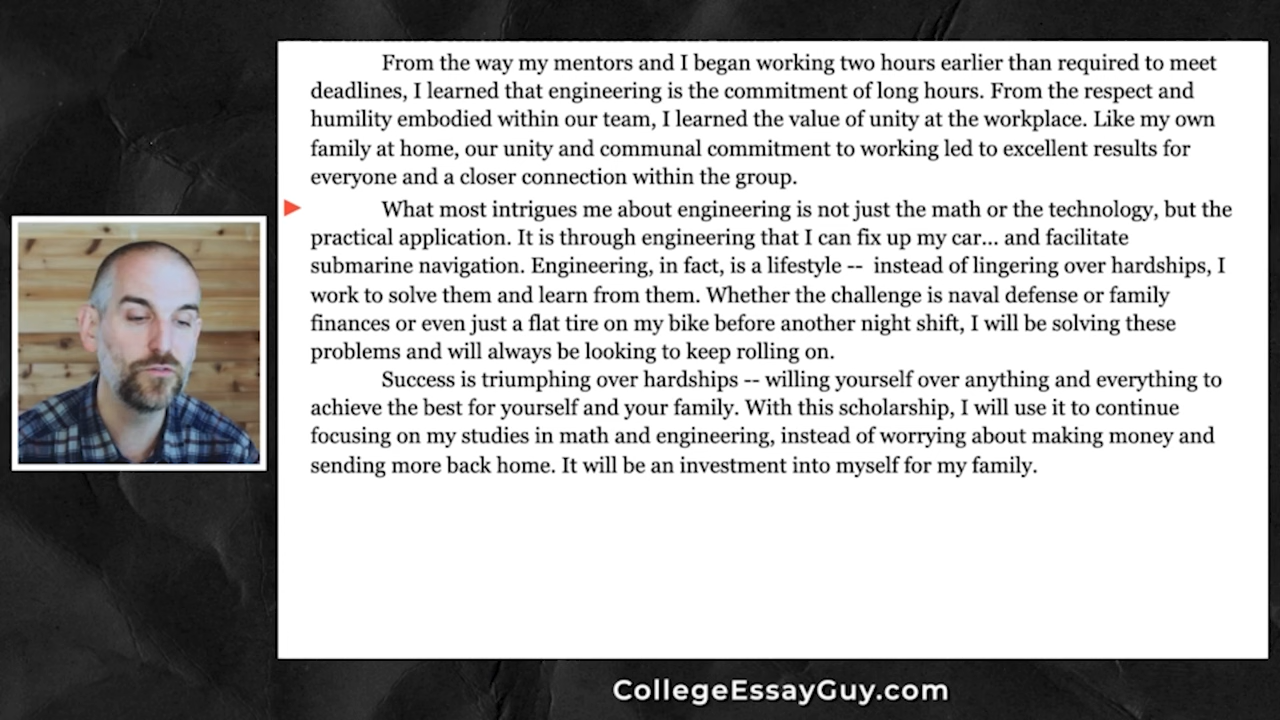 From the way my mentors and I began working two hours earlier than required to meet
deadlines, I learned that engineering is the commitment of long hours. From the respect and
humility embodied within our team, I learned the value of unity at the workplace. Like my own
family at home, our unity and communal commitment to working led to excellent results for
everyone and a closer connection within the group.
What most intrigues me about engineering is not just the math or the technology, but the
practical application. It is through engineering that I can fix up my car... and facilitate
submarine navigation. Engineering, in fact, is a lifestyle --  instead of lingering over hardships, I
work to solve them and learn from them. Whether the challenge is naval defense or family
finances or even just a flat tire on my bike before another night shift, I will be solving these
problems and will always be looking to keep rolling on.
Success is triumphing over hardships -- willing yourself over anything and everything to
achieve the best for yourself and your family. With this scholarship, I will use it to continue
focusing on my studies in math and engineering, instead of worrying about making money and
sending more back home. It will be an investment into myself for my family.
CollegeEssayGuy.com